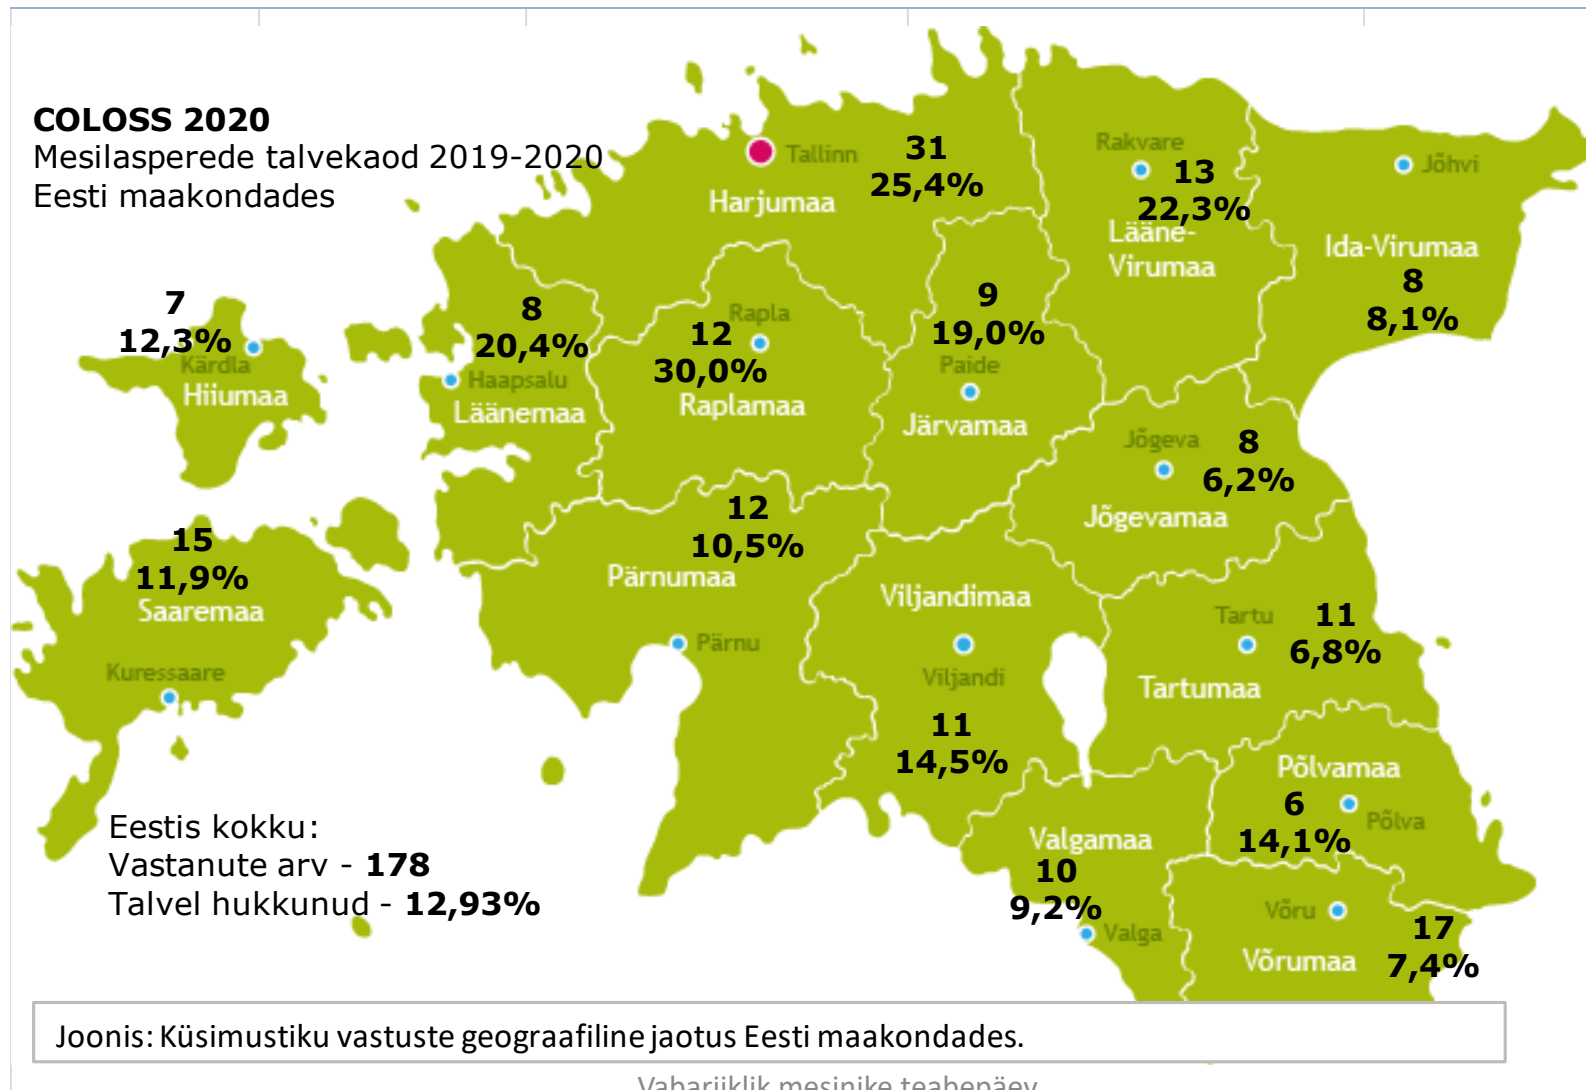 COLOSS 2020
Mesilasperede talvekaod 2019-2020
Eesti maakondades
Tallinn
31
25,4%
Harjumaa
Rakvare
13
22,3%
Lääne-
Virumaa
Jõhvi
Ida-Virumaa
8
8,1%
7
12,3%
Kärdla
Hiiumaa
8
20,4%
Haapsalu
Läänemaa
Rapla
12
30,0%
Raplamaa
9
19,0%
Paide
Järvamaa
Jõgeva
8
6,2%
Jõgevamaa
15
11,9%
Saaremaa
Kuressaare
12
10,5%
Pärnumaa
Pärnu
Viljandimaa
Viljandi
11
14,5%
Tartu
11
6,8%
Tartumaa
Põlvamaa
6
14,1%
Põlva
Valgamaa
10
9,2%
Valga
Võru
17
7,4%
Võrumaa
Eestis kokku:
Vastanute arv - 178
Talvel hukkunud - 12,93%
Joonis: Küsimustiku vastuste geograafiline jaotus Eesti maakondades.
Vabariiklik mesinike teabepäev